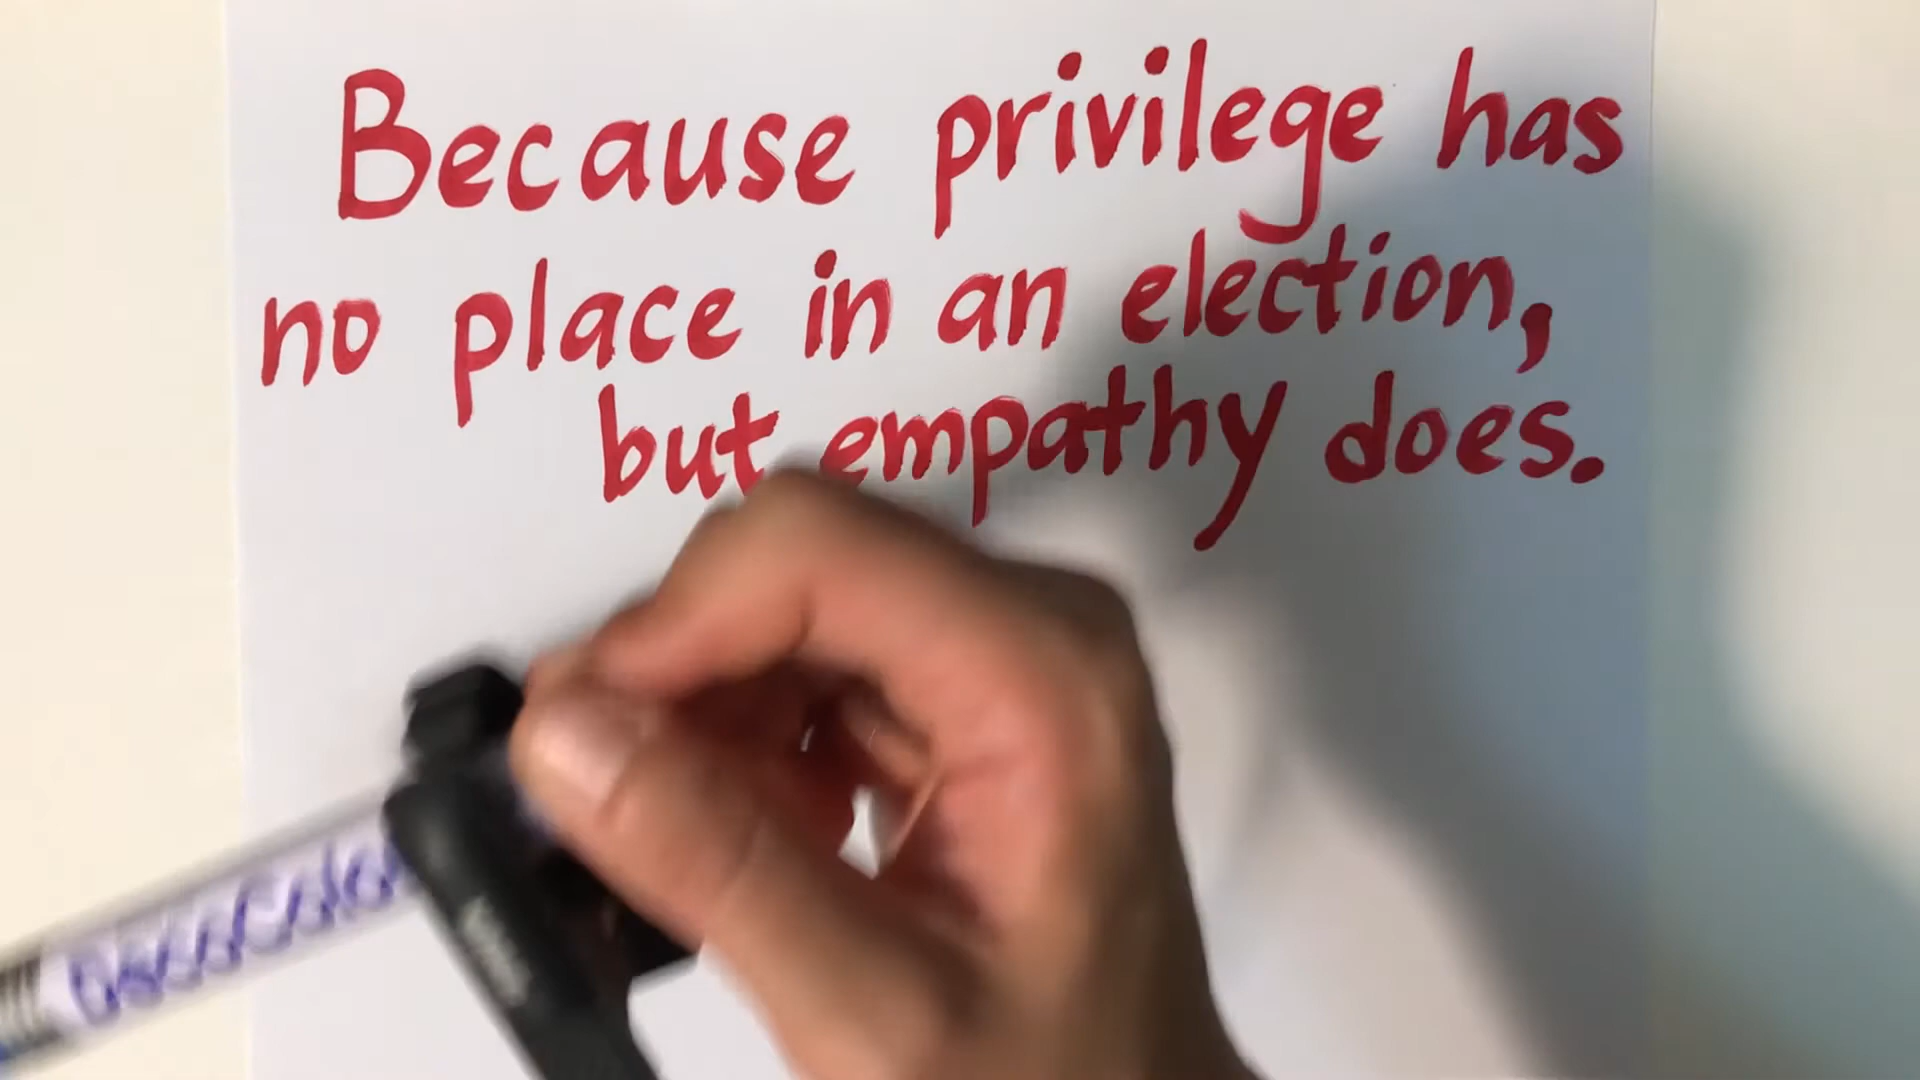 Because privilege has
no place in an election,
but empathy does.